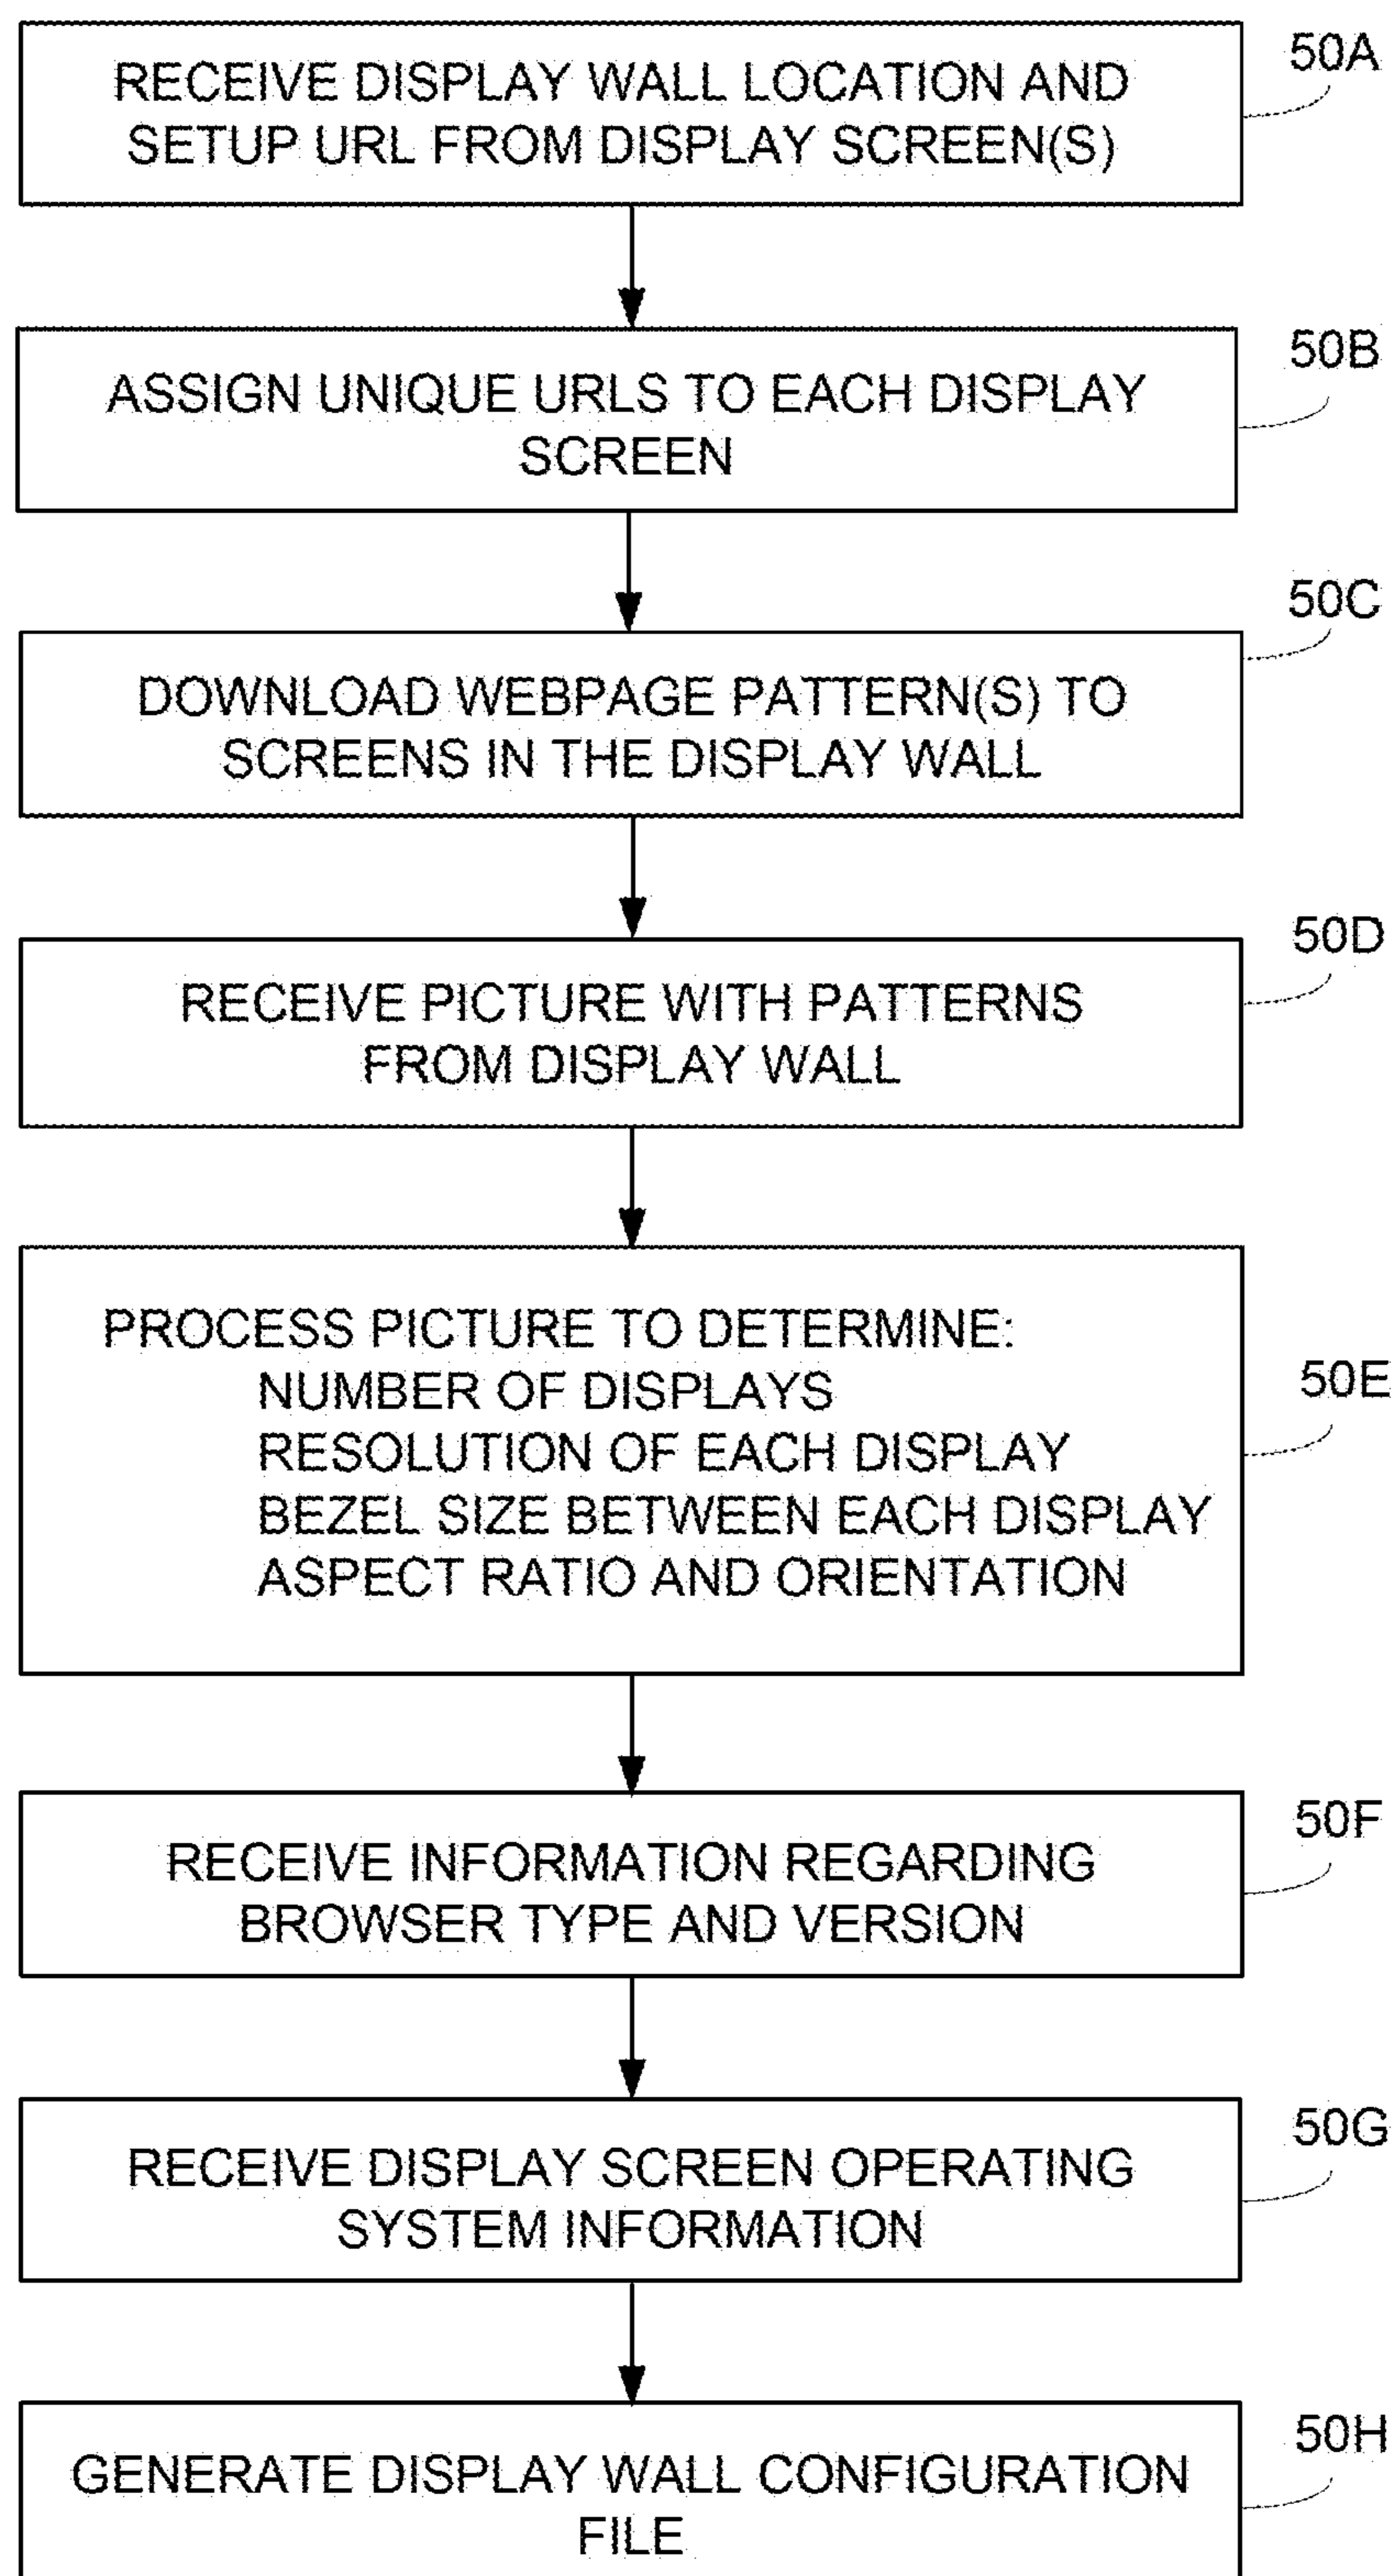 RECEIVE DISPLAY WALL LOCATION AND
SETUP URL FROM DISPLAY SCREEN(S)
50A
ASSIGN UNIQUE URLS TO EACH DISPLAY
SCREEN
50B
DOWNLOAD WEBPAGE PATTERN(S) TO
SCREENS IN THE DISPLAY WALL
50C
RECEIVE PICTURE WITH PATTERNS
FROM DISPLAY WALL
50D
PROCESS PICTURE TO DETERMINE:
NUMBER OF DISPLAYS
RESOLUTION OF EACH DISPLAY
BEZEL SIZE BETWEEN EACH DISPLAY
ASPECT RATIO AND ORIENTATION
50E
RECEIVE INFORMATION REGARDING
BROWSER TYPE AND VERSION
50F
RECEIVE DISPLAY SCREEN OPERATING
SYSTEM INFORMATION
50G
GENERATE DISPLAY WALL CONFIGURATION
FILE
50H